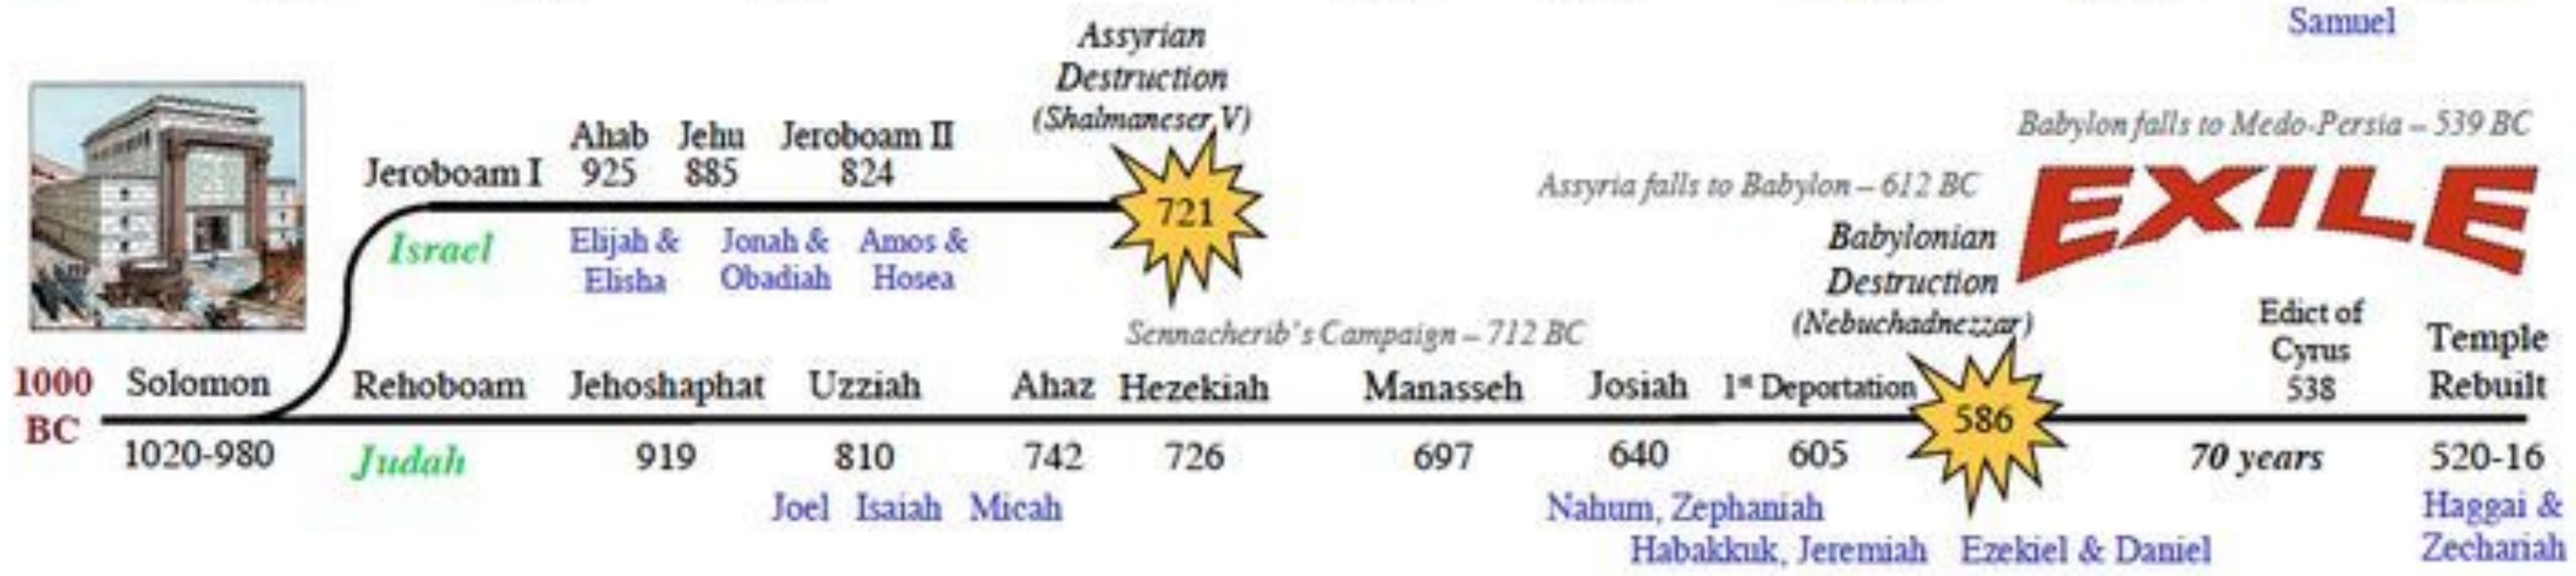 Samuel
Assyrian
Destruction
(Shalmaneser V)
Ahab Jehu Jeroboam II
Jeroboam I 925 885 824
721
Israel
Elijah & Jonah & Amos &
Elisha Obadiah Hosea
Babylon falls to Medo-Persia – 539 BC
EXILE
Assyria falls to Babylon – 612 BC
Babylonian
Destruction
(Nebuchadnezzar)
Sennacherib's Campaign – 712 BC
Edict of
Cyrus
538
Temple
Rebuilt
1000
BC
Solomon Rehoboam Jehoshaphat Uzziah Ahaz Hezekiah Manasseh Josiah 1st Deportation
586
1020-980 Judah 919 810 742 726 697 640 605 70 years 520-16
Joel Isaiah Micah
Nahum, Zephaniah
Habakkuk, Jeremiah Ezekiel & Daniel
Haggai &
Zechariah